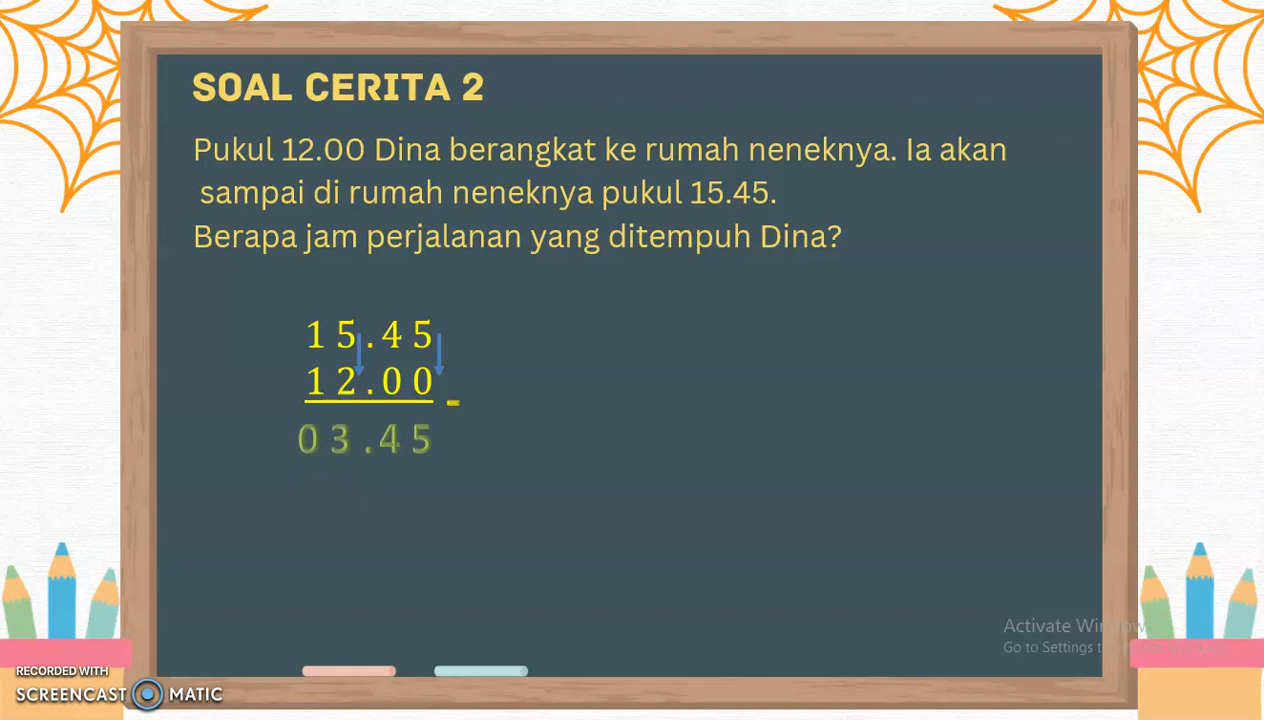 SOAL CERITA 2
Pukul 12.00 Dina berangkat ke rumah neneknya. Ia akan
sampai di rumah neneknya pukul 15.45.
Berapa jam perjalanan yang ditempuh Dina?
15.45
12.00 -
03.45
Activate Windows
Go to Settings to
RECORDED WITH
SCREENCAST MATIC